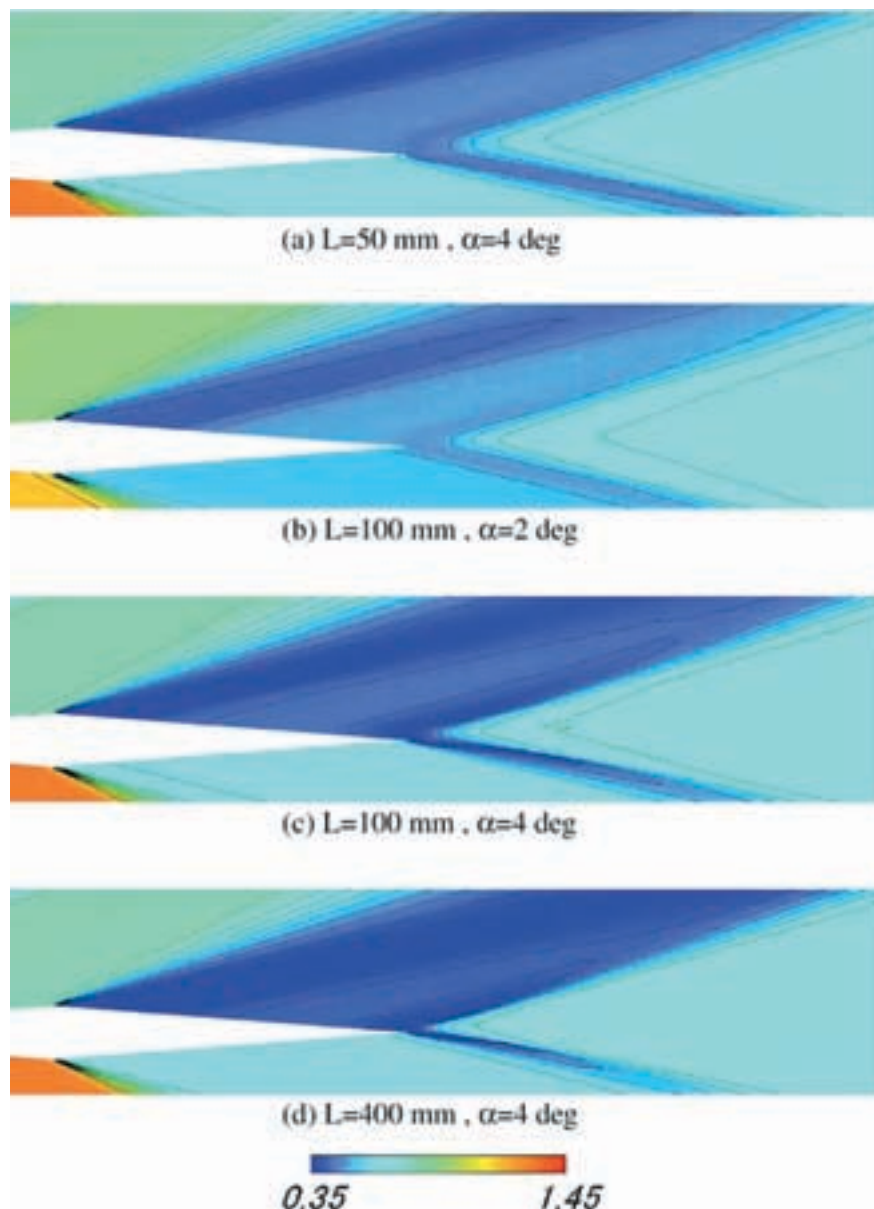 (a) L=50 mm , α=4 deg
(b) L=100 mm , α=2 deg
(c) L=100 mm , α=4 deg
(d) L=400 mm , α=4 deg
0.35 1.45